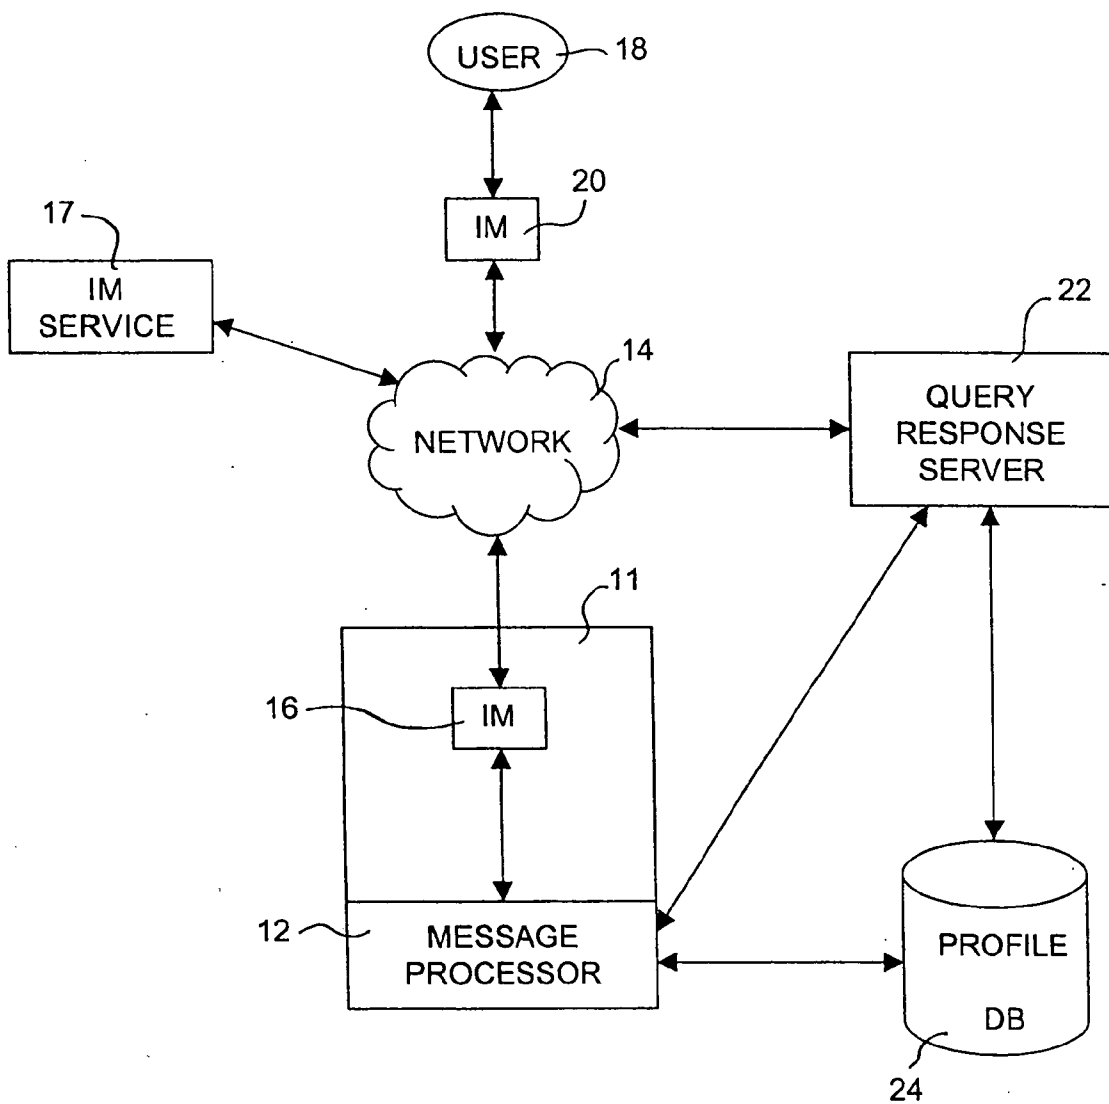 USER
18
IM
20
17
IM
SERVICE
14
NETWORK
22
QUERY
RESPONSE
SERVER
11
16
IM
12
MESSAGE
PROCESSOR
PROFILE
DB
24